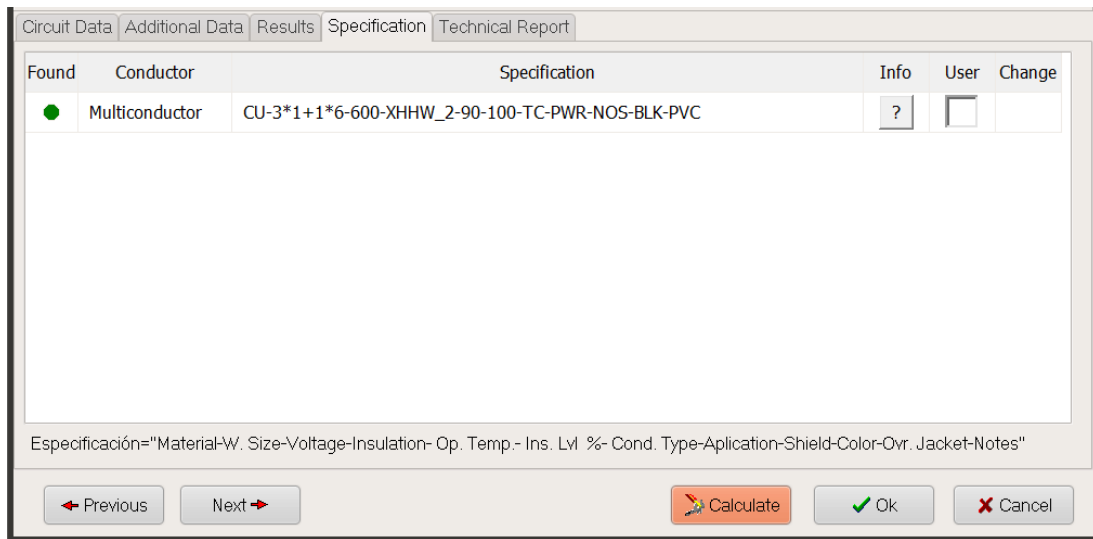 Circuit Data Additional Data Results Specification Technical Report
Found Conductor Specification Info User Change
Multiconductor CU-3*1+1*6-600-XHHW_2-90-100-TC-PWR-NOS-BLK-PVC ?
Especificación="Material-W. Size-Voltage-Insulation- Op. Temp.- Ins. Lvl %- Cond. Type-Aplication-Shield-Color-Ovr. Jacket-Notes"
Previous Next Calculate Ok Cancel